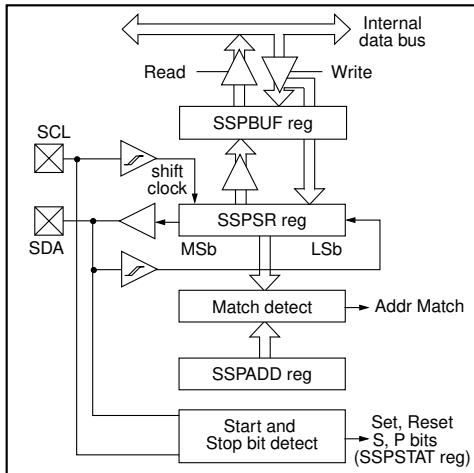 Internal
data bus
Read
Write
SSPBUF reg
SCL
shift
clock
SSPSR reg
SDA
MSb
LSb
Match detect
Addr Match
SSPADD reg
Start and
Stop bit detect
Set, Reset
S, P bits
(SSPSTAT reg)